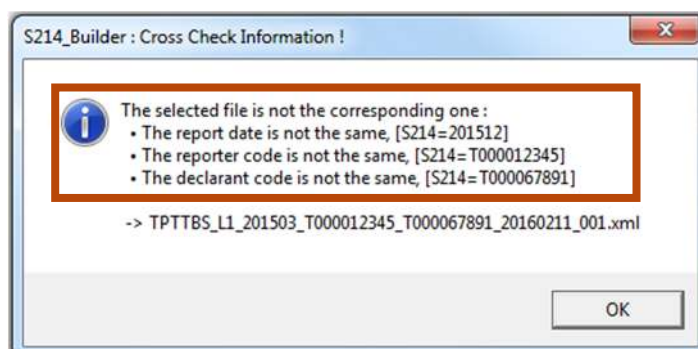 S214_Builder : Cross Check Information !
The selected file is not the corresponding one :
• The report date is not the same, [S214=201512]
• The reporter code is not the same, [S214=T000012345]
• The declarant code is not the same, [S214=T000067891]
-> TPTTBS_L1_201503_T000012345_T000067891_20160211_001.xml
OK